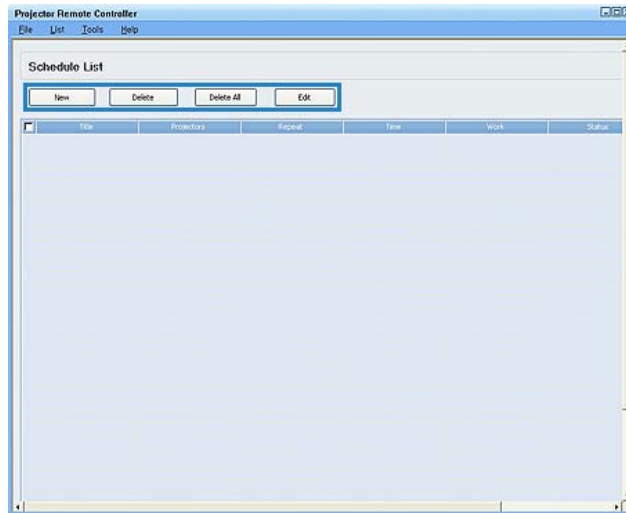 Projector Remote Controller
File List Tools Help
Schedule List
New Delete Delete All Edit
Title Projectors Repeat Time Work Status